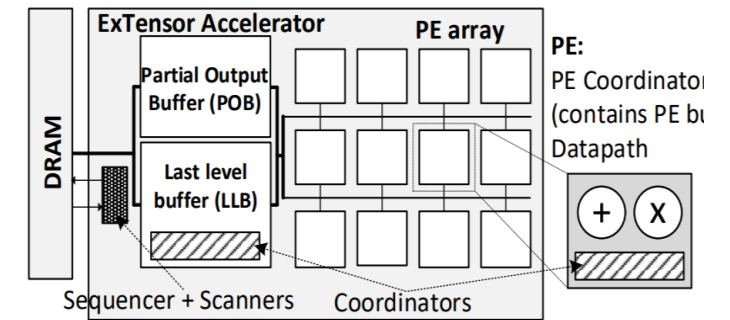 ExTensor Accelerator
PE array
PE:
PE Coordinator
(contains PE
Datapath
Partial Output
Buffer (POB)
DRAM
Last level
buffer (LLB)
+
X
Sequencer + Scanners
Coordinators